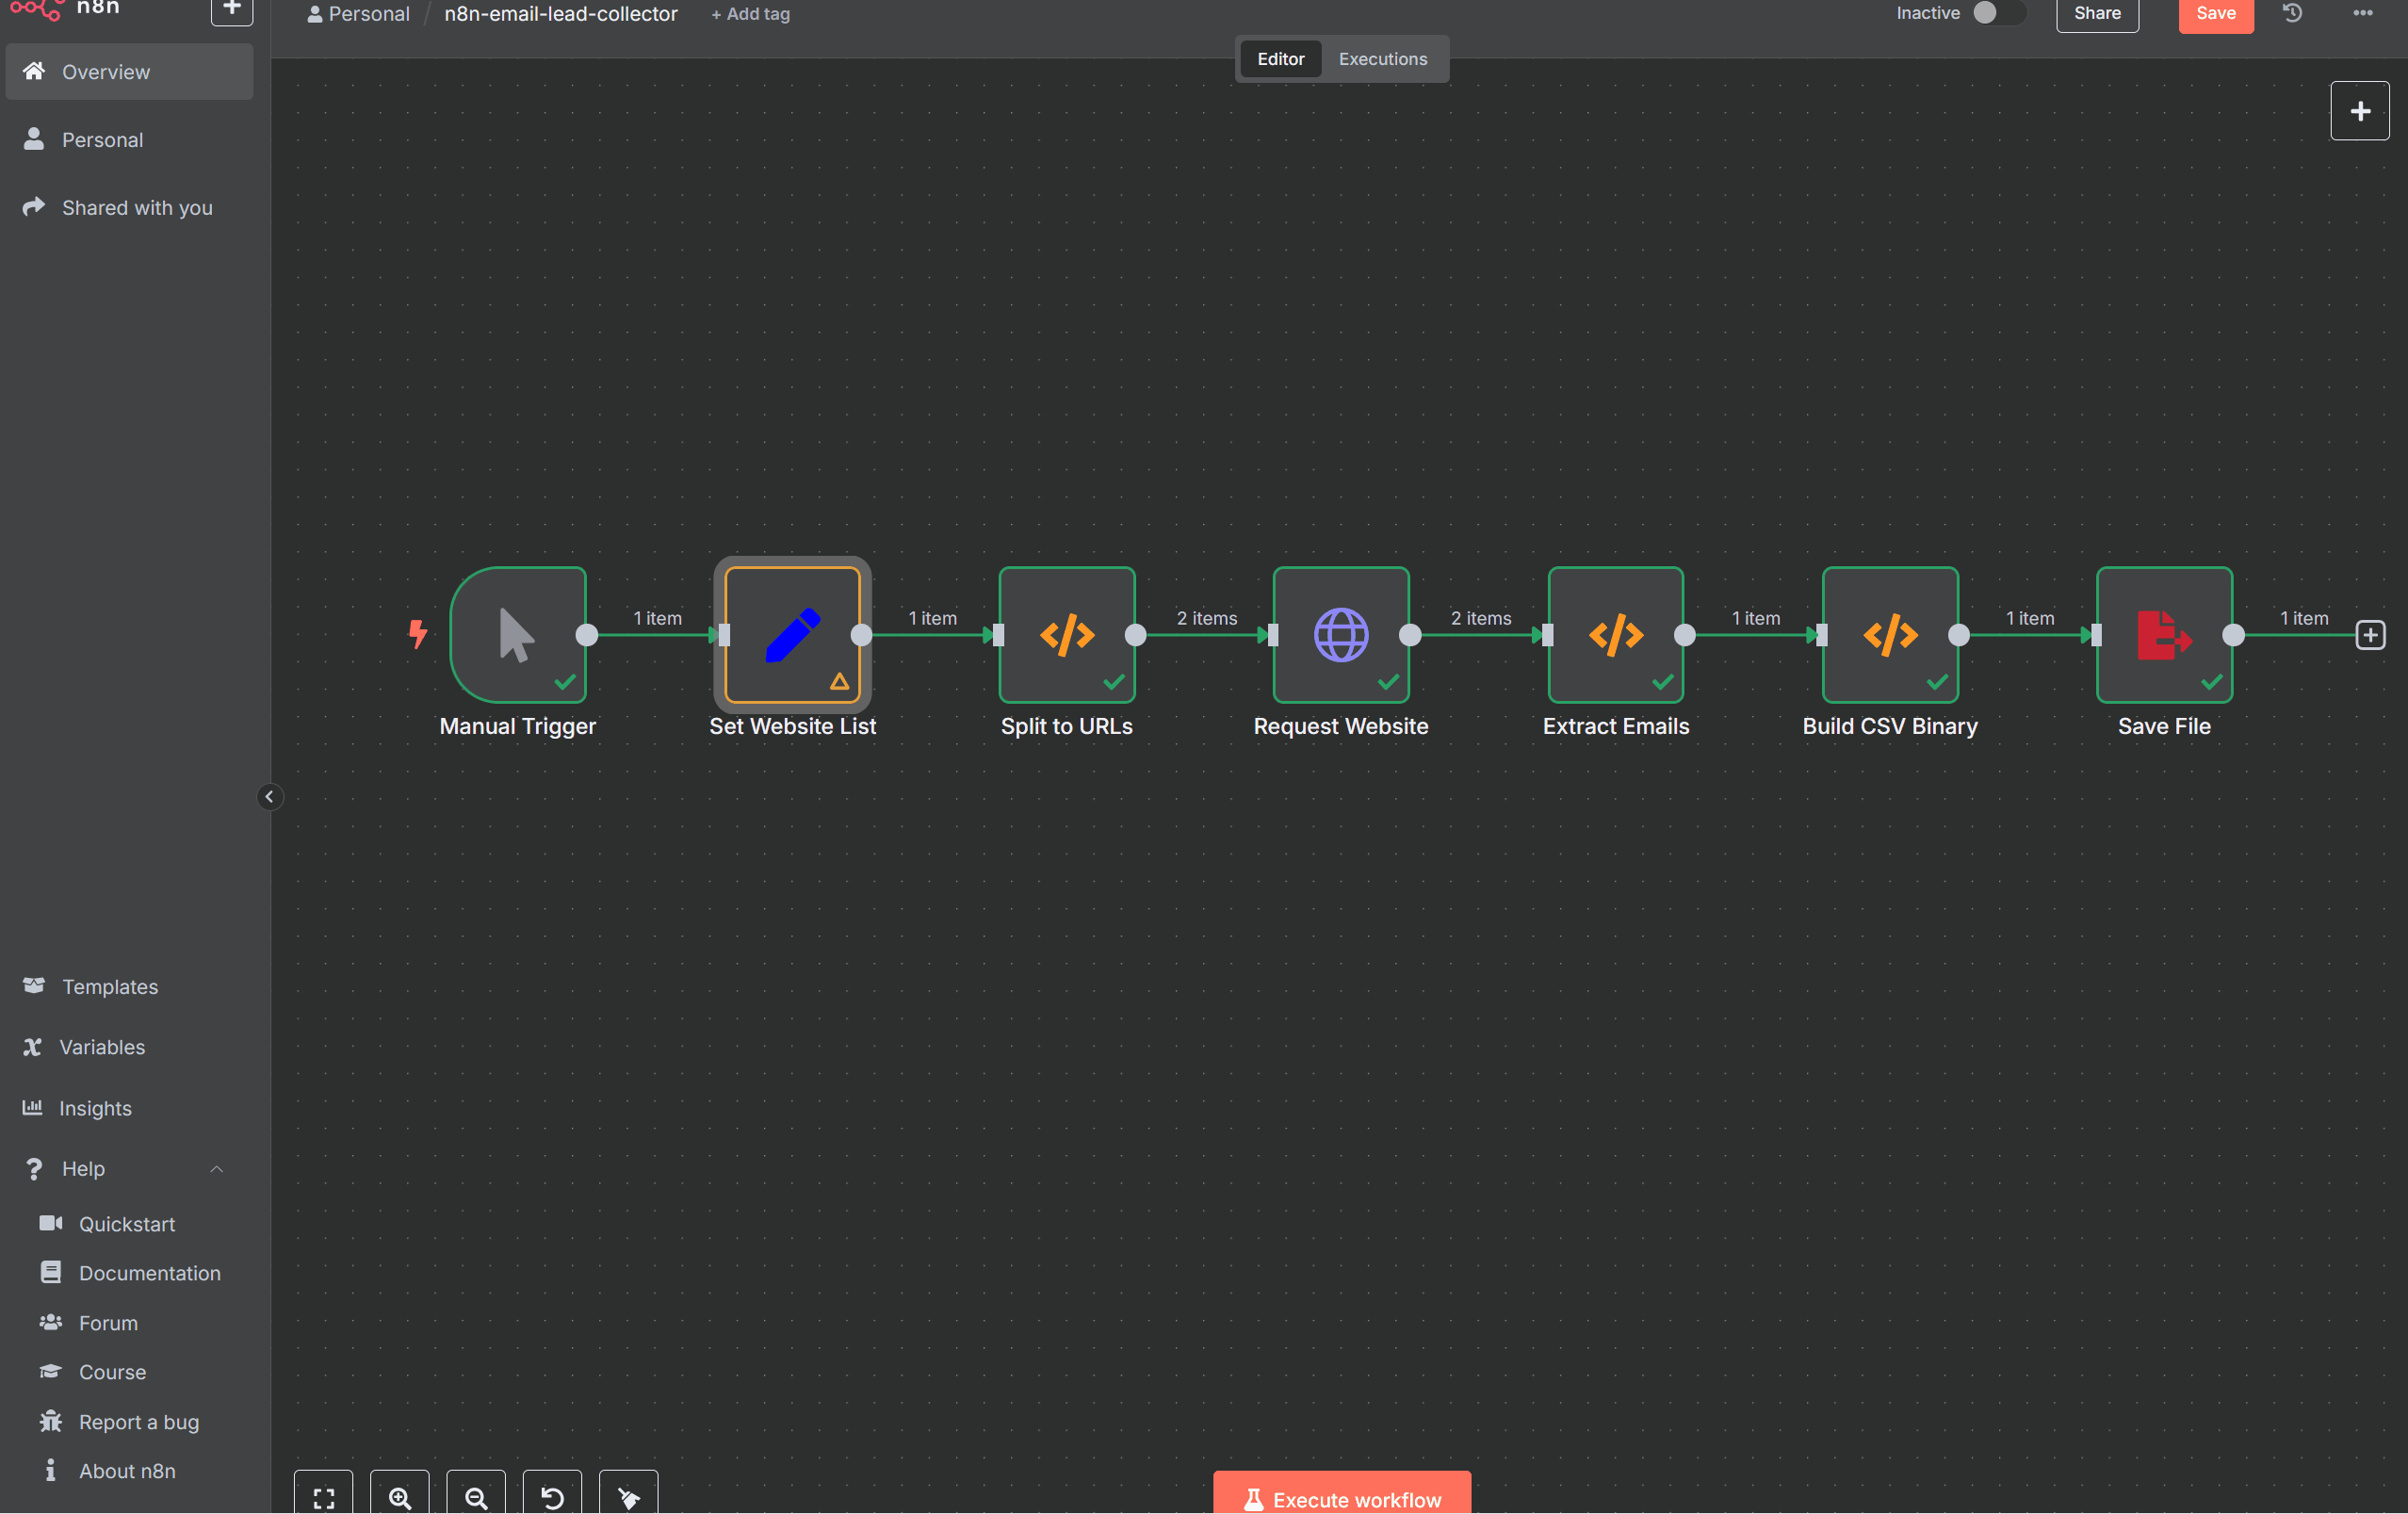 n8n
Personal / n8n-email-lead-collector + Add tag
Inactive
Share
Save
Editor
Executions
Overview
Personal
Shared with you
1 item
1 item
2 items
2 items
1 item
1 item
1 item
Manual Trigger
Set Website List
Split to URLs
Request Website
Extract Emails
Build CSV Binary
Save File
Templates
Variables
Insights
Help
Quickstart
Documentation
Forum
Course
Report a bug
About n8n
Execute workflow